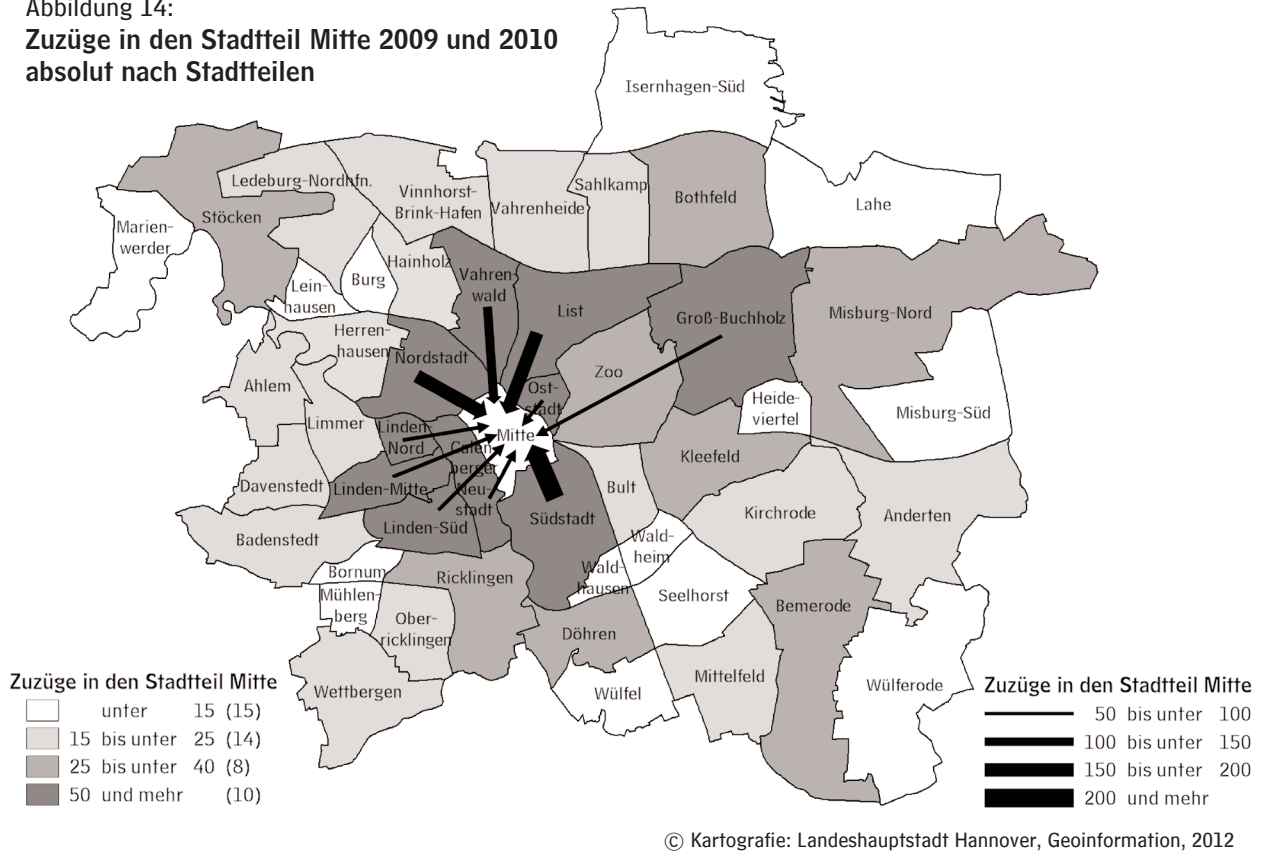 Abbildung 14:
Zuzüge in den Stadtteil Mitte 2009 und 2010
absolut nach Stadtteilen
Isernhagen-Süd
Ledeburg-Nordhfn.
Vinnhorst-
Brink-Hafen
Vahrenheide
Sahlkamp
Bothfeld
Lahe
Stöcken
Marien-
werder
Hainholz
Burg
Lein-
hausen
Vahren-
wald
List
Groß-Buchholz
Misburg-Nord
Herren-
hausen
Nordstadt
Zoo
Ahlem
Ost-
stadt
Heide-
viertel
Misburg-Süd
Limmer
Linden-
Nord
Mitte
Calen-
berger
Neu-
stadt
Kleefeld
Davenstedt
Linden-Mitte
Bult
Kirchrode
Anderten
Linden-Süd
Südstadt
Badenstedt
Wald-
heim
Wald-
hausen
Bornum
Ricklingen
Seelhorst
Mühlen-
berg
Ober-
ricklingen
Döhren
Bemerode
Wettbergen
Wülfel
Mittelfeld
Wülferode
Zuzüge in den Stadtteil Mitte
unter 15 (15)
15 bis unter 25 (14)
25 bis unter 40 (8)
50 und mehr (10)
Zuzüge in den Stadtteil Mitte
50 bis unter 100
100 bis unter 150
150 bis unter 200
200 und mehr
© Kartografie: Landeshauptstadt Hannover, Geoinformation, 2012